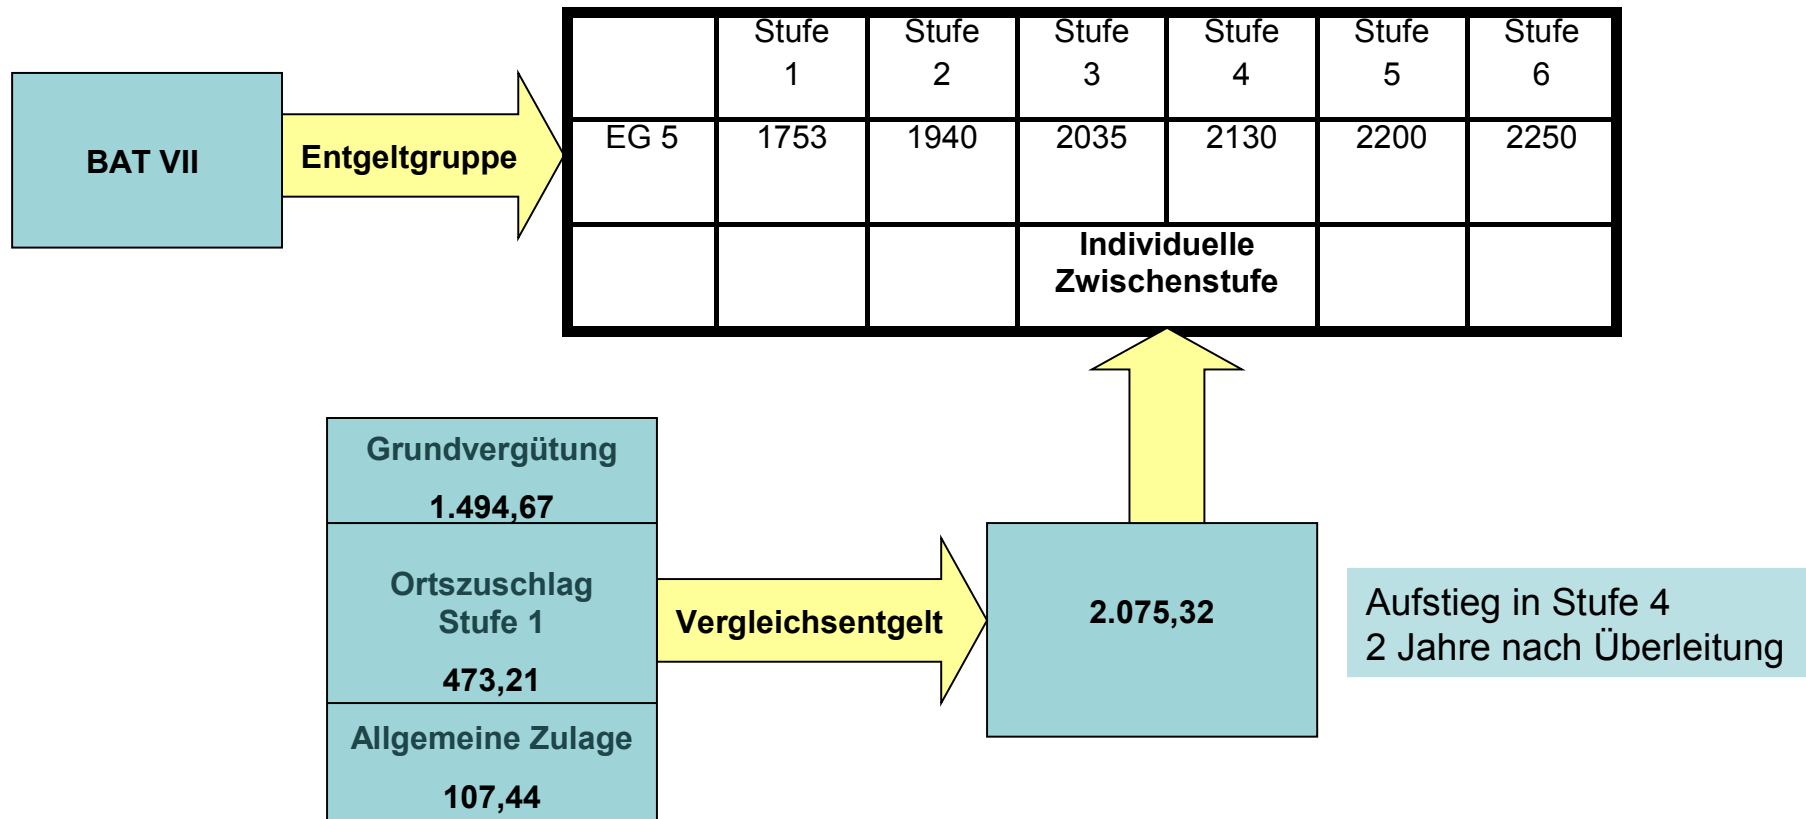 Stufe Stufe Stufe Stufe Stufe Stufe
1 2 3 4 5 6
BAT VII
Entgeltgruppe
EG 5 1753 1940 2035 2130 2200 2250
Individuelle
Zwischenstufe
Grundvergütung
1.494,67
Ortszuschlag
Stufe 1
473,21
Allgemeine Zulage
107,44
Vergleichsentgelt
2.075,32
Aufstieg in Stufe 4
2 Jahre nach Überleitung